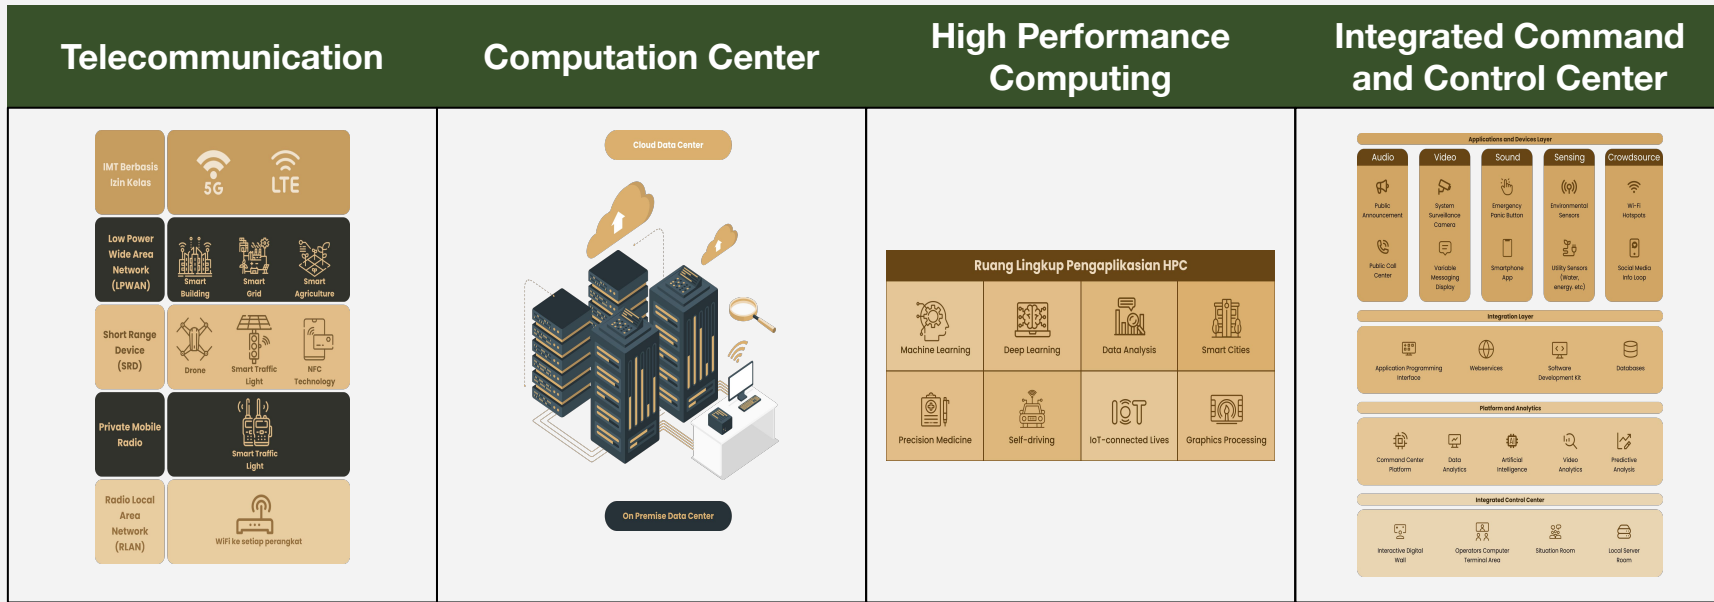 Telecommunication
Computation Center
High Performance
Computing
Integrated Command
and Control Center
IMT Berbasis
Izin Kelas
5G
LTE
Low Power
Wide Area
Network
(LPWAN)
Smart
Building
Smart
Grid
Smart
Agriculture
Short Range
Device
(SRD)
Drone
Smart Traffic
Light
NFC
Technology
Private Mobile
Radio
Smart Traffic
Light
Radio Local
Area
Network
(RLAN)
WiFi ke setiap perangkat
Cloud Data Center
On Premise Data Center
Ruang Lingkup Pengaplikasian HPC
Machine Learning
Deep Learning
Data Analysis
Smart Cities
Precision Medicine
Self-driving
IoT
IoT-connected Lives
Graphics Processing
Applications and Devices Layer
Audio
Video
Sound
Sensing
Crowdsource
Public
Announcement
System
Surveillance
Camera
Emergency
Panic Button
Environmental
Sensors
Wi-Fi
Hotspots
Public Call
Center
Variable
Messaging
Display
Smartphone
App
Utility Sensors
(Water,
energy. etc)
Social Media
Info Loop
Integration Layer
Application Programming
Interface
Webservices
Software
Development Kit
Databases
Platform and Analytics
Command Center
Platform
Data
Analytics
Artificial
Intelligence
Video
Analytics
Predictive
Analysis
Integrated Control Center
Interactive Digital
Wall
Operators Computer
Terminal Area
Situation Room
Local Server
Room